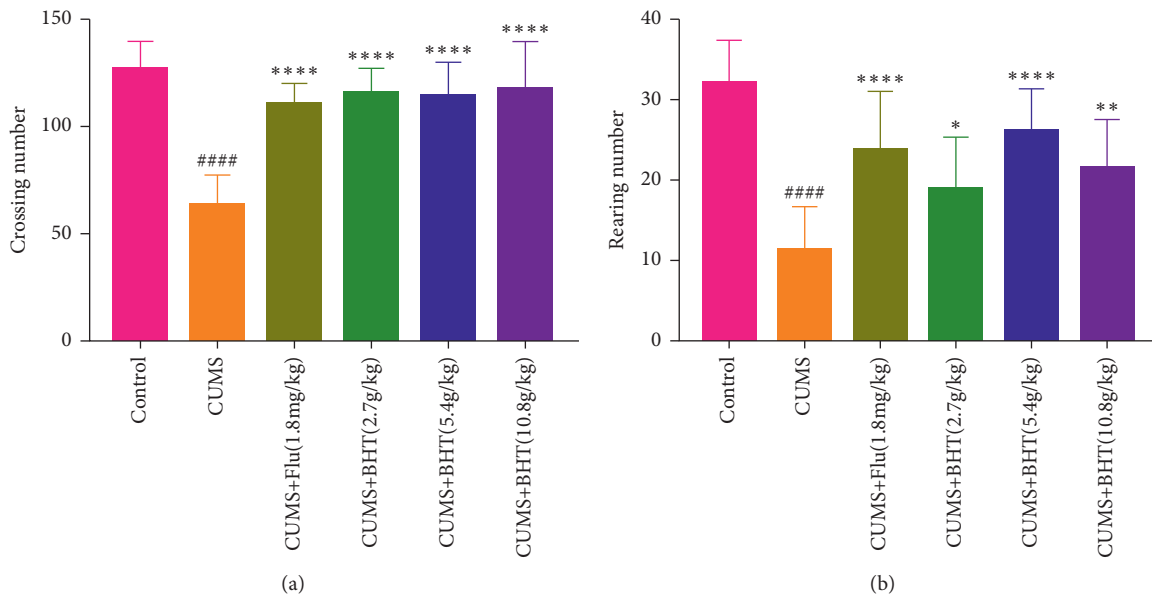 150
100
50
0
Crossing number
####
****
****
****
****
Control
CUMS
CUMS+Flu(1.8mg/kg)
CUMS+BHT(2.7g/kg)
CUMS+BHT(5.4g/kg)
CUMS+BHT(10.8g/kg)
(a)
40
30
20
10
0
Rearing number
####
****
*
****
**
Control
CUMS
CUMS+Flu(1.8mg/kg)
CUMS+BHT(2.7g/kg)
CUMS+BHT(5.4g/kg)
CUMS+BHT(10.8g/kg)
(b)